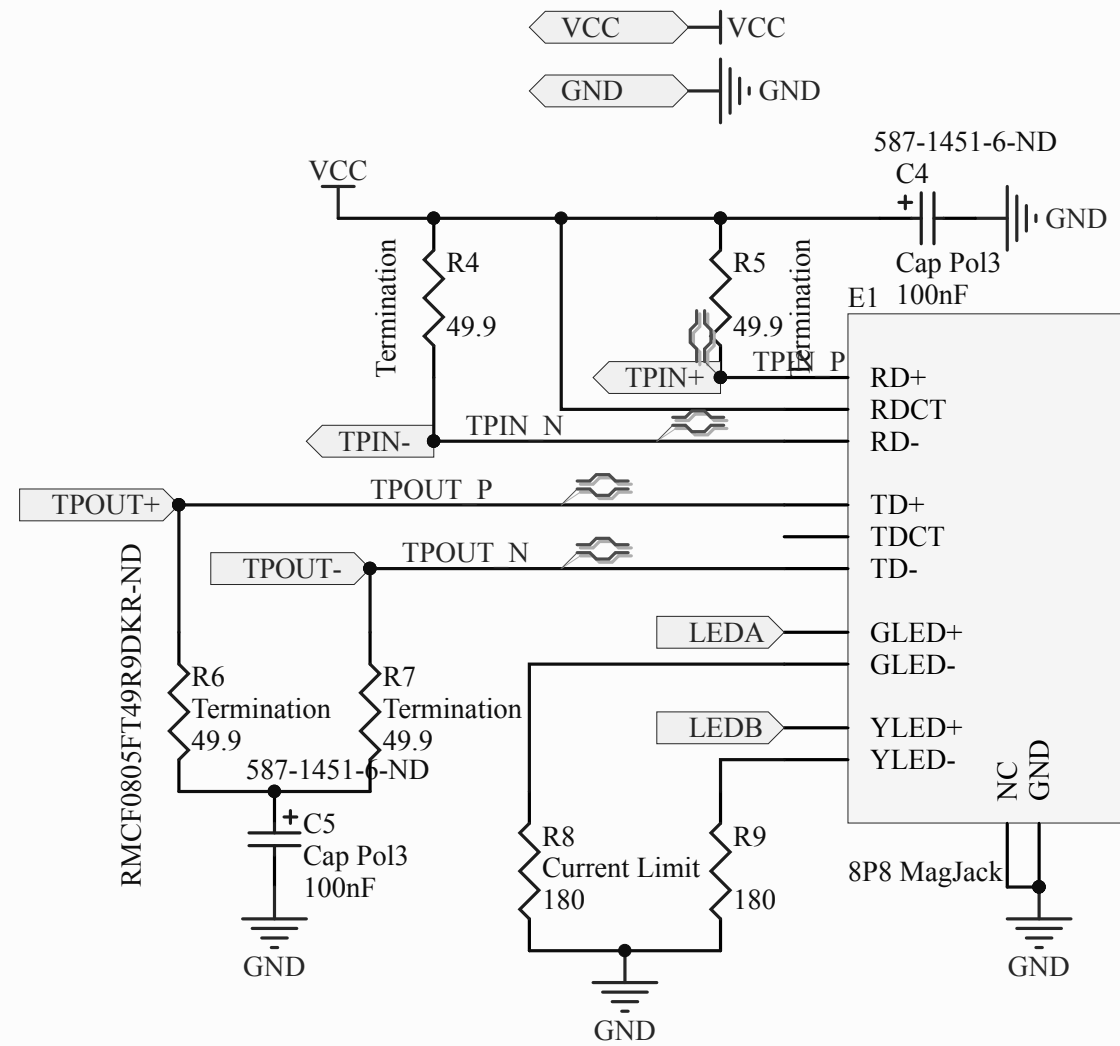 VCC
VCC
GND
GND
587-1451-6-ND
C4
VCC
GND
Termination
R4
49.9
R5
49.9
Termination
Cap Pol3
100nF
E1
TPIN+
TPIN_P
RD+
RDCT
TPIN-
TPIN_N
RD-
TPOUT+
TPOUT_P
TD+
TDCT
TPOUT-
TPOUT_N
TD-
RMCF0805FT49R9DKR-ND
LEDA
GLED+
GLED-
R6
Termination
49.9
R7
Termination
49.9
LEDB
YLED+
YLED-
587-1451-6-ND
C5
Cap Pol3
100nF
NC
GND
R8
Current Limit
180
R9
180
8P8 MagJack
GND
GND
GND